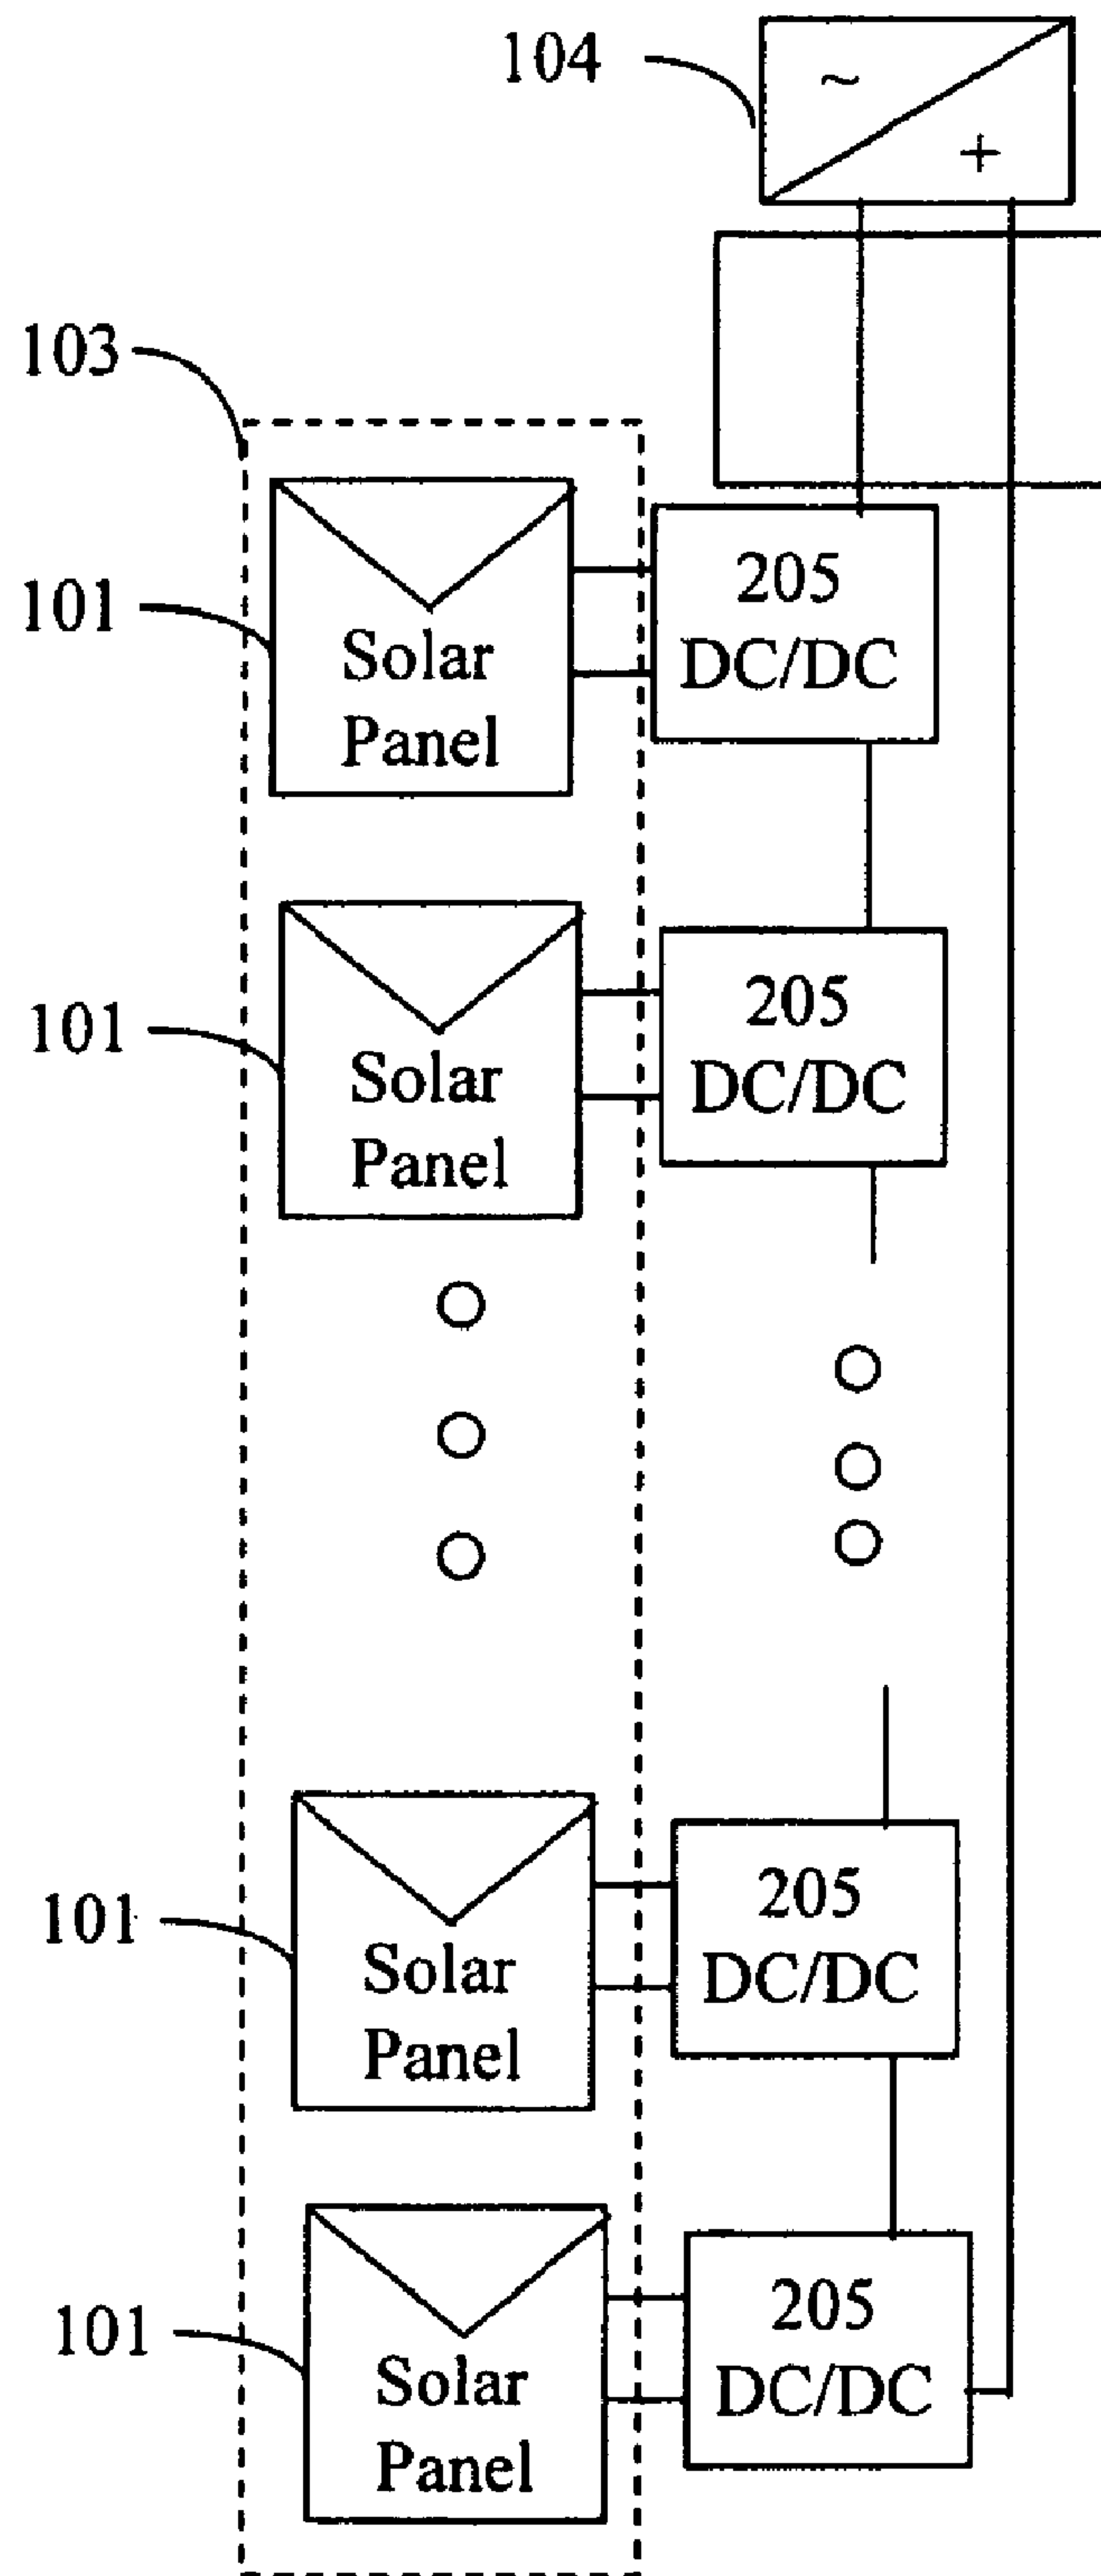 104
~
+
103
101
Solar
Panel
205
DC/DC
101
Solar
Panel
205
DC/DC
101
Solar
Panel
205
DC/DC
101
Solar
Panel
205
DC/DC